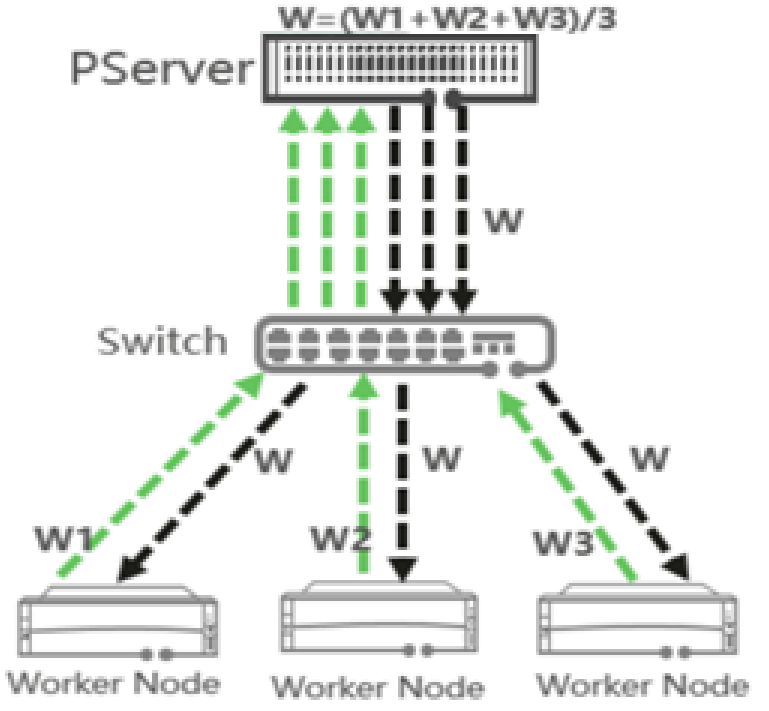 W=(W1+W2+W3)/3
PServer
W
Switch
W W W
W1 W2 W3
Worker Node Worker Node Worker Node